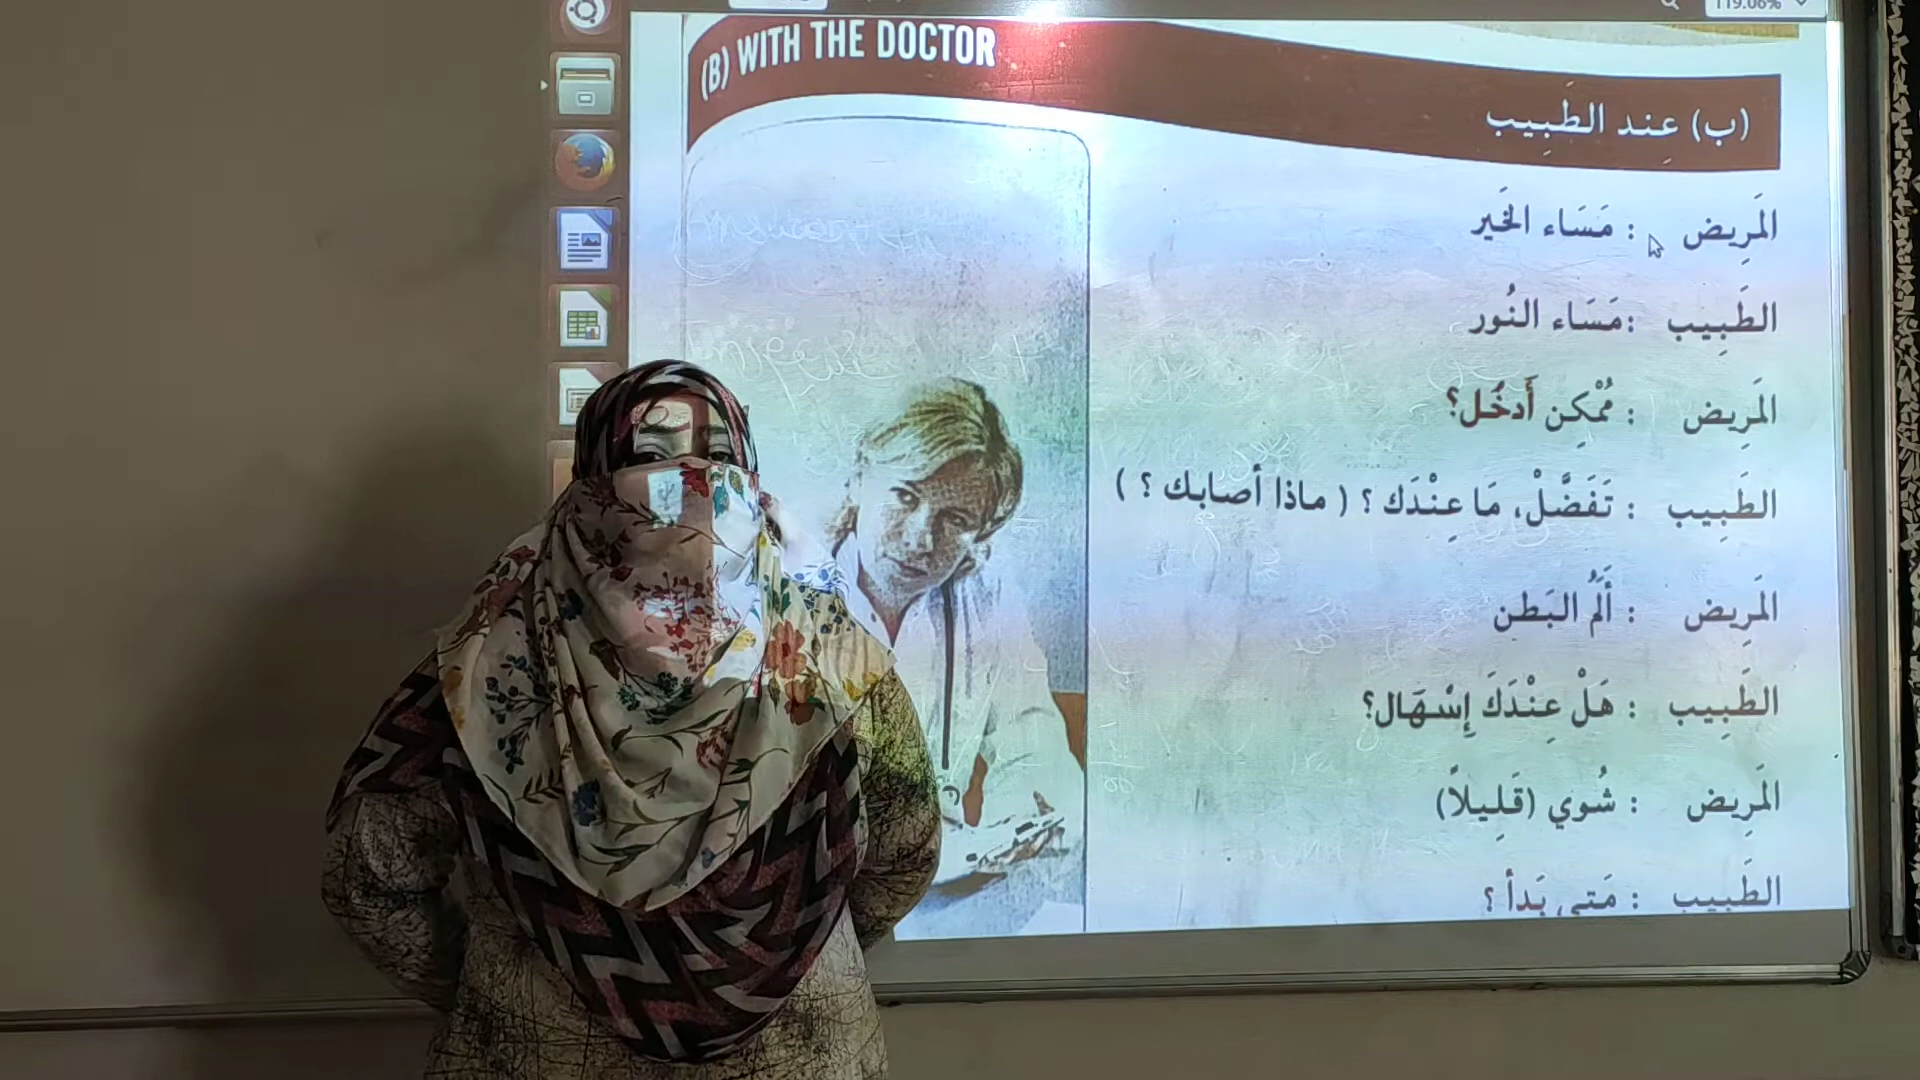 119.06%
(B) WITH THE DOCTOR
(ب) عِند الطَبِيب
المَرِيض : مَسَاء الخَير
الطَبِيب : مَسَاء النُور
المَرِيض : مُمْكِن أَدخُل؟
الطَبِيب : تَفَضَّلْ، مَا عِنْدَك ؟ ( ماذا أصابك ؟ )
المَرِيض : أَلَمُ البَطن
الطَبِيب : هَلْ عِنْدَكَ إِسْهَال؟
المَرِيض : شُوي (قَلِيلاً)
الطَبِيب : مَتى بَدأ ؟